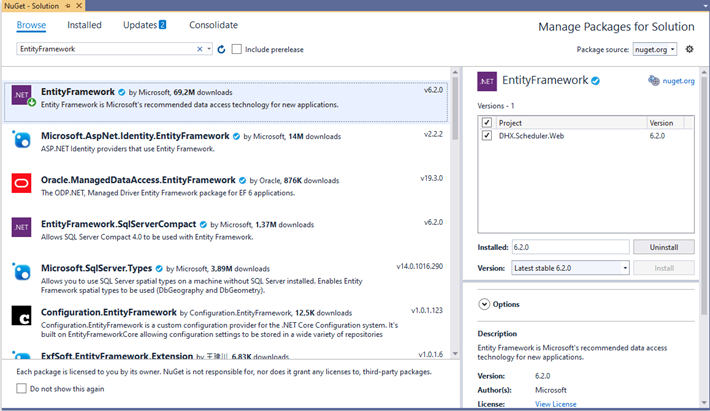 NuGet - Solution
Browse Installed Updates 2 Consolidate
Manage Packages for Solution
EntityFramework
Include prerelease
Package source: nuget.org
.NET
EntityFramework by Microsoft, 69,2M downloads v6.2.0
Entity Framework is Microsoft's recommended data access technology for new applications.
Microsoft.AspNet.Identity.EntityFramework by Microsoft, 14M downloads v2.2.2
ASP.NET Identity providers that use Entity Framework.
Oracle.ManagedDataAccess.EntityFramework by Oracle, 876K downloads v19.3.0
The ODP.NET, Managed Driver Entity Framework package for EF 6 applications.
.NET
EntityFramework.SqlServerCompact by Microsoft, 1,37M downloads v6.2.0
Allows SQL Server Compact 4.0 to be used with Entity Framework.
Microsoft.SqlServer.Types by Microsoft, 3,89M downloads v14.0.1016.290
Allows you to use SQL Server spatial types on a machine without SQL Server installed. Enables Entity
Framework spatial types to be used (DbGeography and DbGeometry).
Configuration.EntityFramework by Configuration.EntityFramework, 12,5K downloads v1.0.1.123
Configuration.EntityFramework is a custom configuration provider for the .NET Core Configuration system. It's
built on EntityFrameworkCore allowing configuration settings to be stored in a wide variety of repositories
ExfSoft.EntityFramework.Extension by 王建川, 6,83K downloads v1.0.1.6
Each package is licensed to you by its owner. NuGet is not responsible for, nor does it grant any licenses to, third-party packages.
Do not show this again
.NET
EntityFramework
nuget.org
Versions - 1
Project Version
DHX.Scheduler.Web 6.2.0
Installed: 6.2.0 Uninstall
Version: Latest stable 6.2.0 Install
Options
Description
Entity Framework is Microsoft's recommended data access
technology for new applications.
Version: 6.2.0
Author(s): Microsoft
License: View License